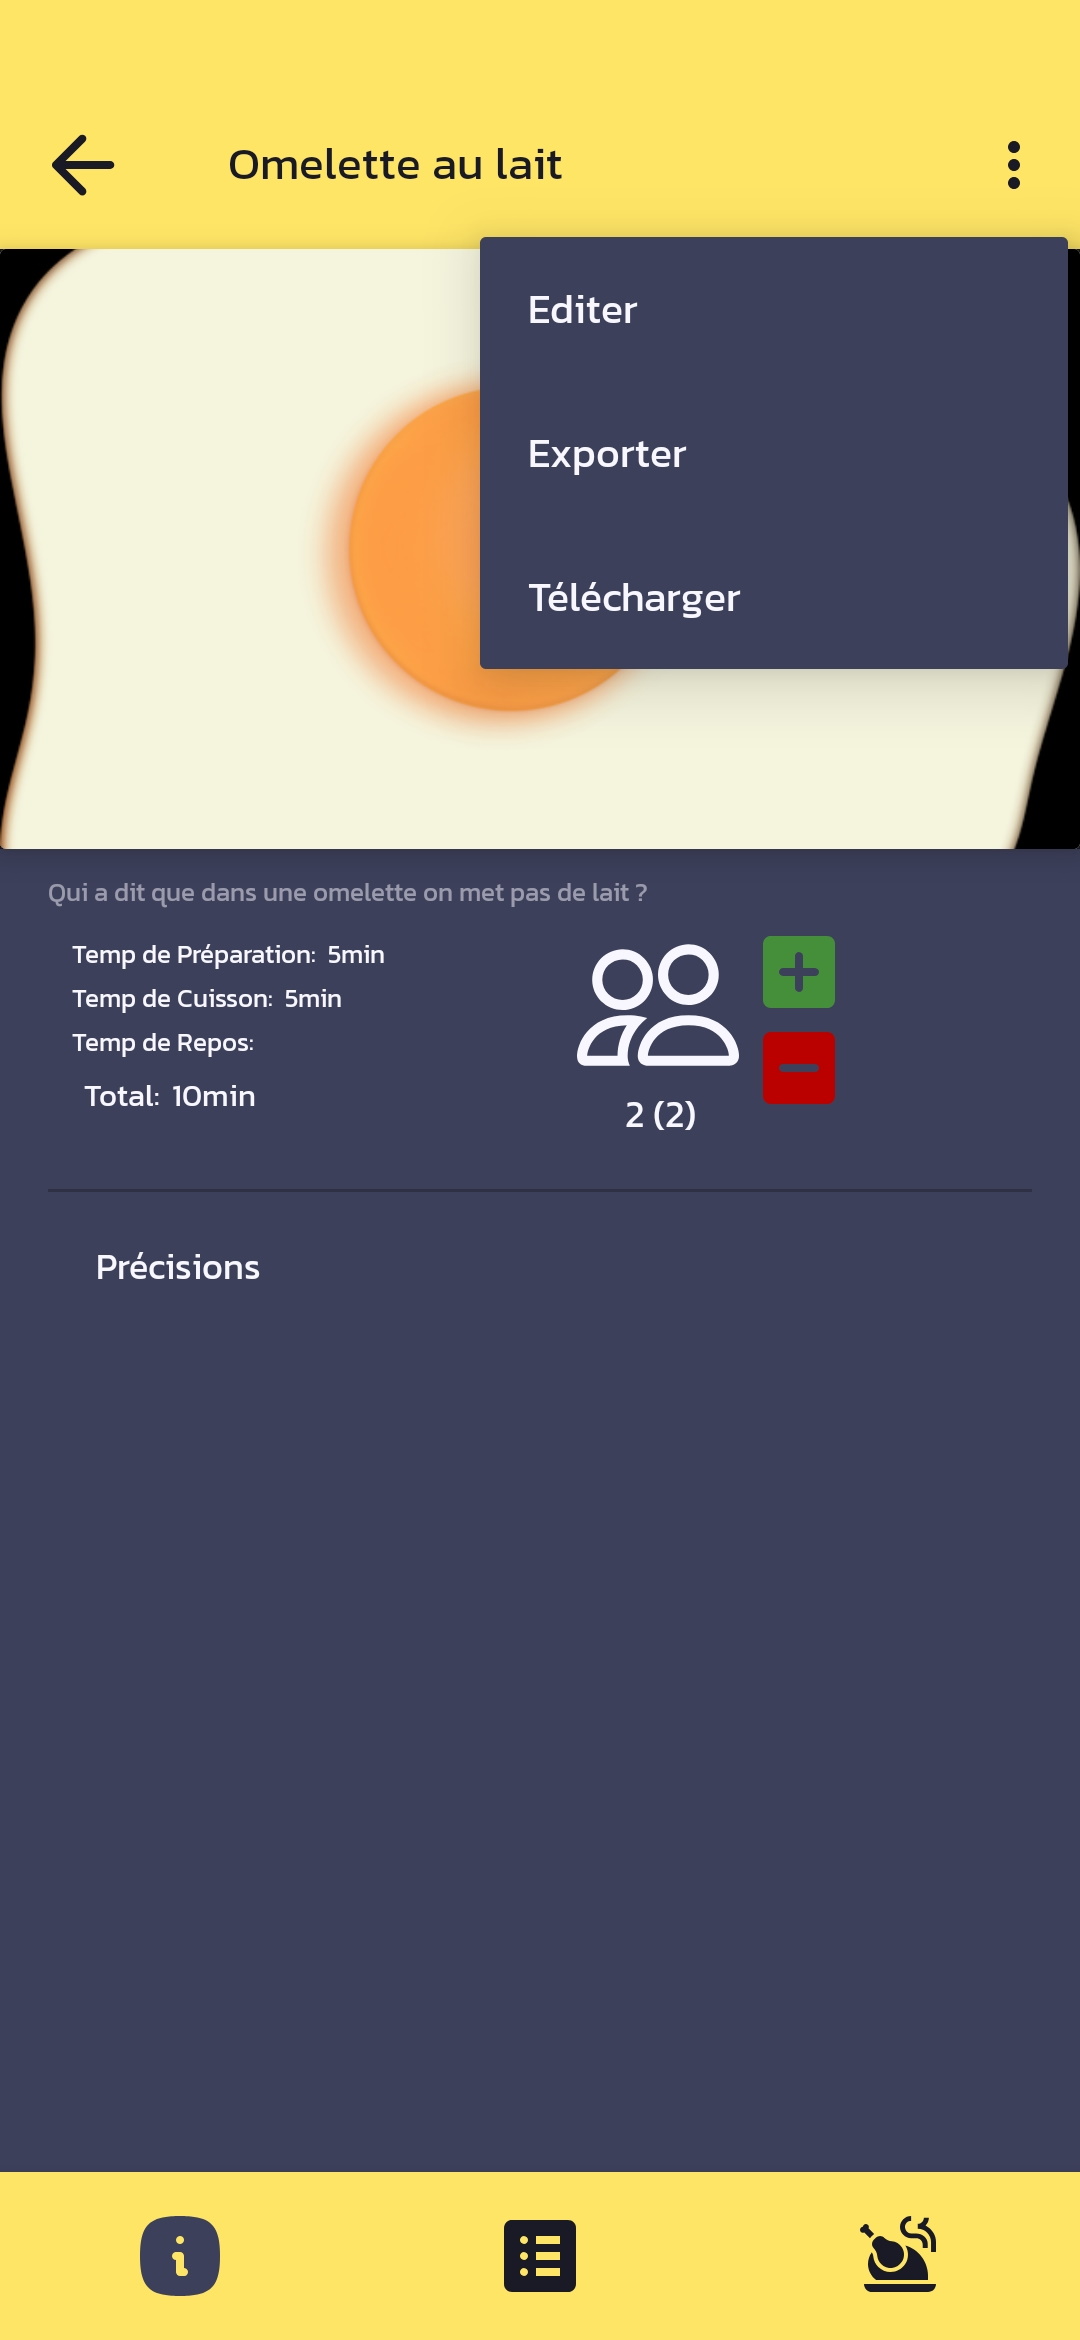 Omelette au lait
Editer
Exporter
Télécharger
Qui a dit que dans une omelette on met pas de lait ?
Temp de Préparation: 5min
Temp de Cuisson: 5min
Temp de Repos:
Total: 10min
2 (2)
Précisions